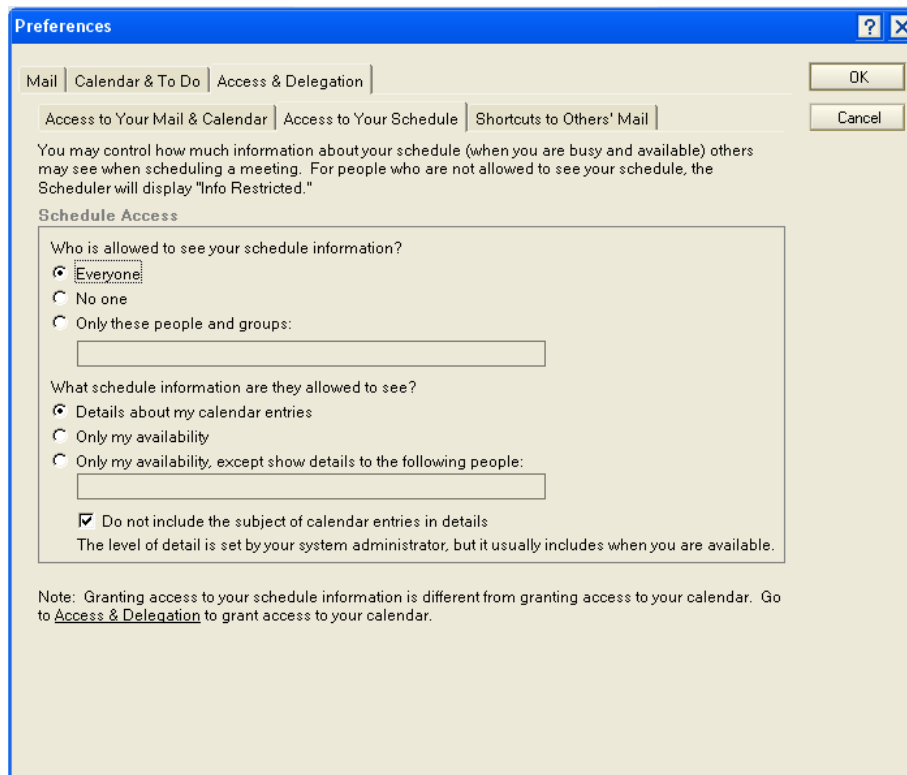 Preferences
Mail Calendar & To Do Access & Delegation
OK
Access to Your Mail & Calendar Access to Your Schedule Shortcuts to Others' Mail
Cancel
You may control how much information about your schedule (when you are busy and available) others
may see when scheduling a meeting. For people who are not allowed to see your schedule, the
Scheduler will display "Info Restricted."
Schedule Access
Who is allowed to see your schedule information?
Everyone
No one
Only these people and groups:
What schedule information are they allowed to see?
Details about my calendar entries
Only my availability
Only my availability, except show details to the following people:
Do not include the subject of calendar entries in details
The level of detail is set by your system administrator, but it usually includes when you are available.
Note: Granting access to your schedule information is different from granting access to your calendar. Go
to Access & Delegation to grant access to your calendar.